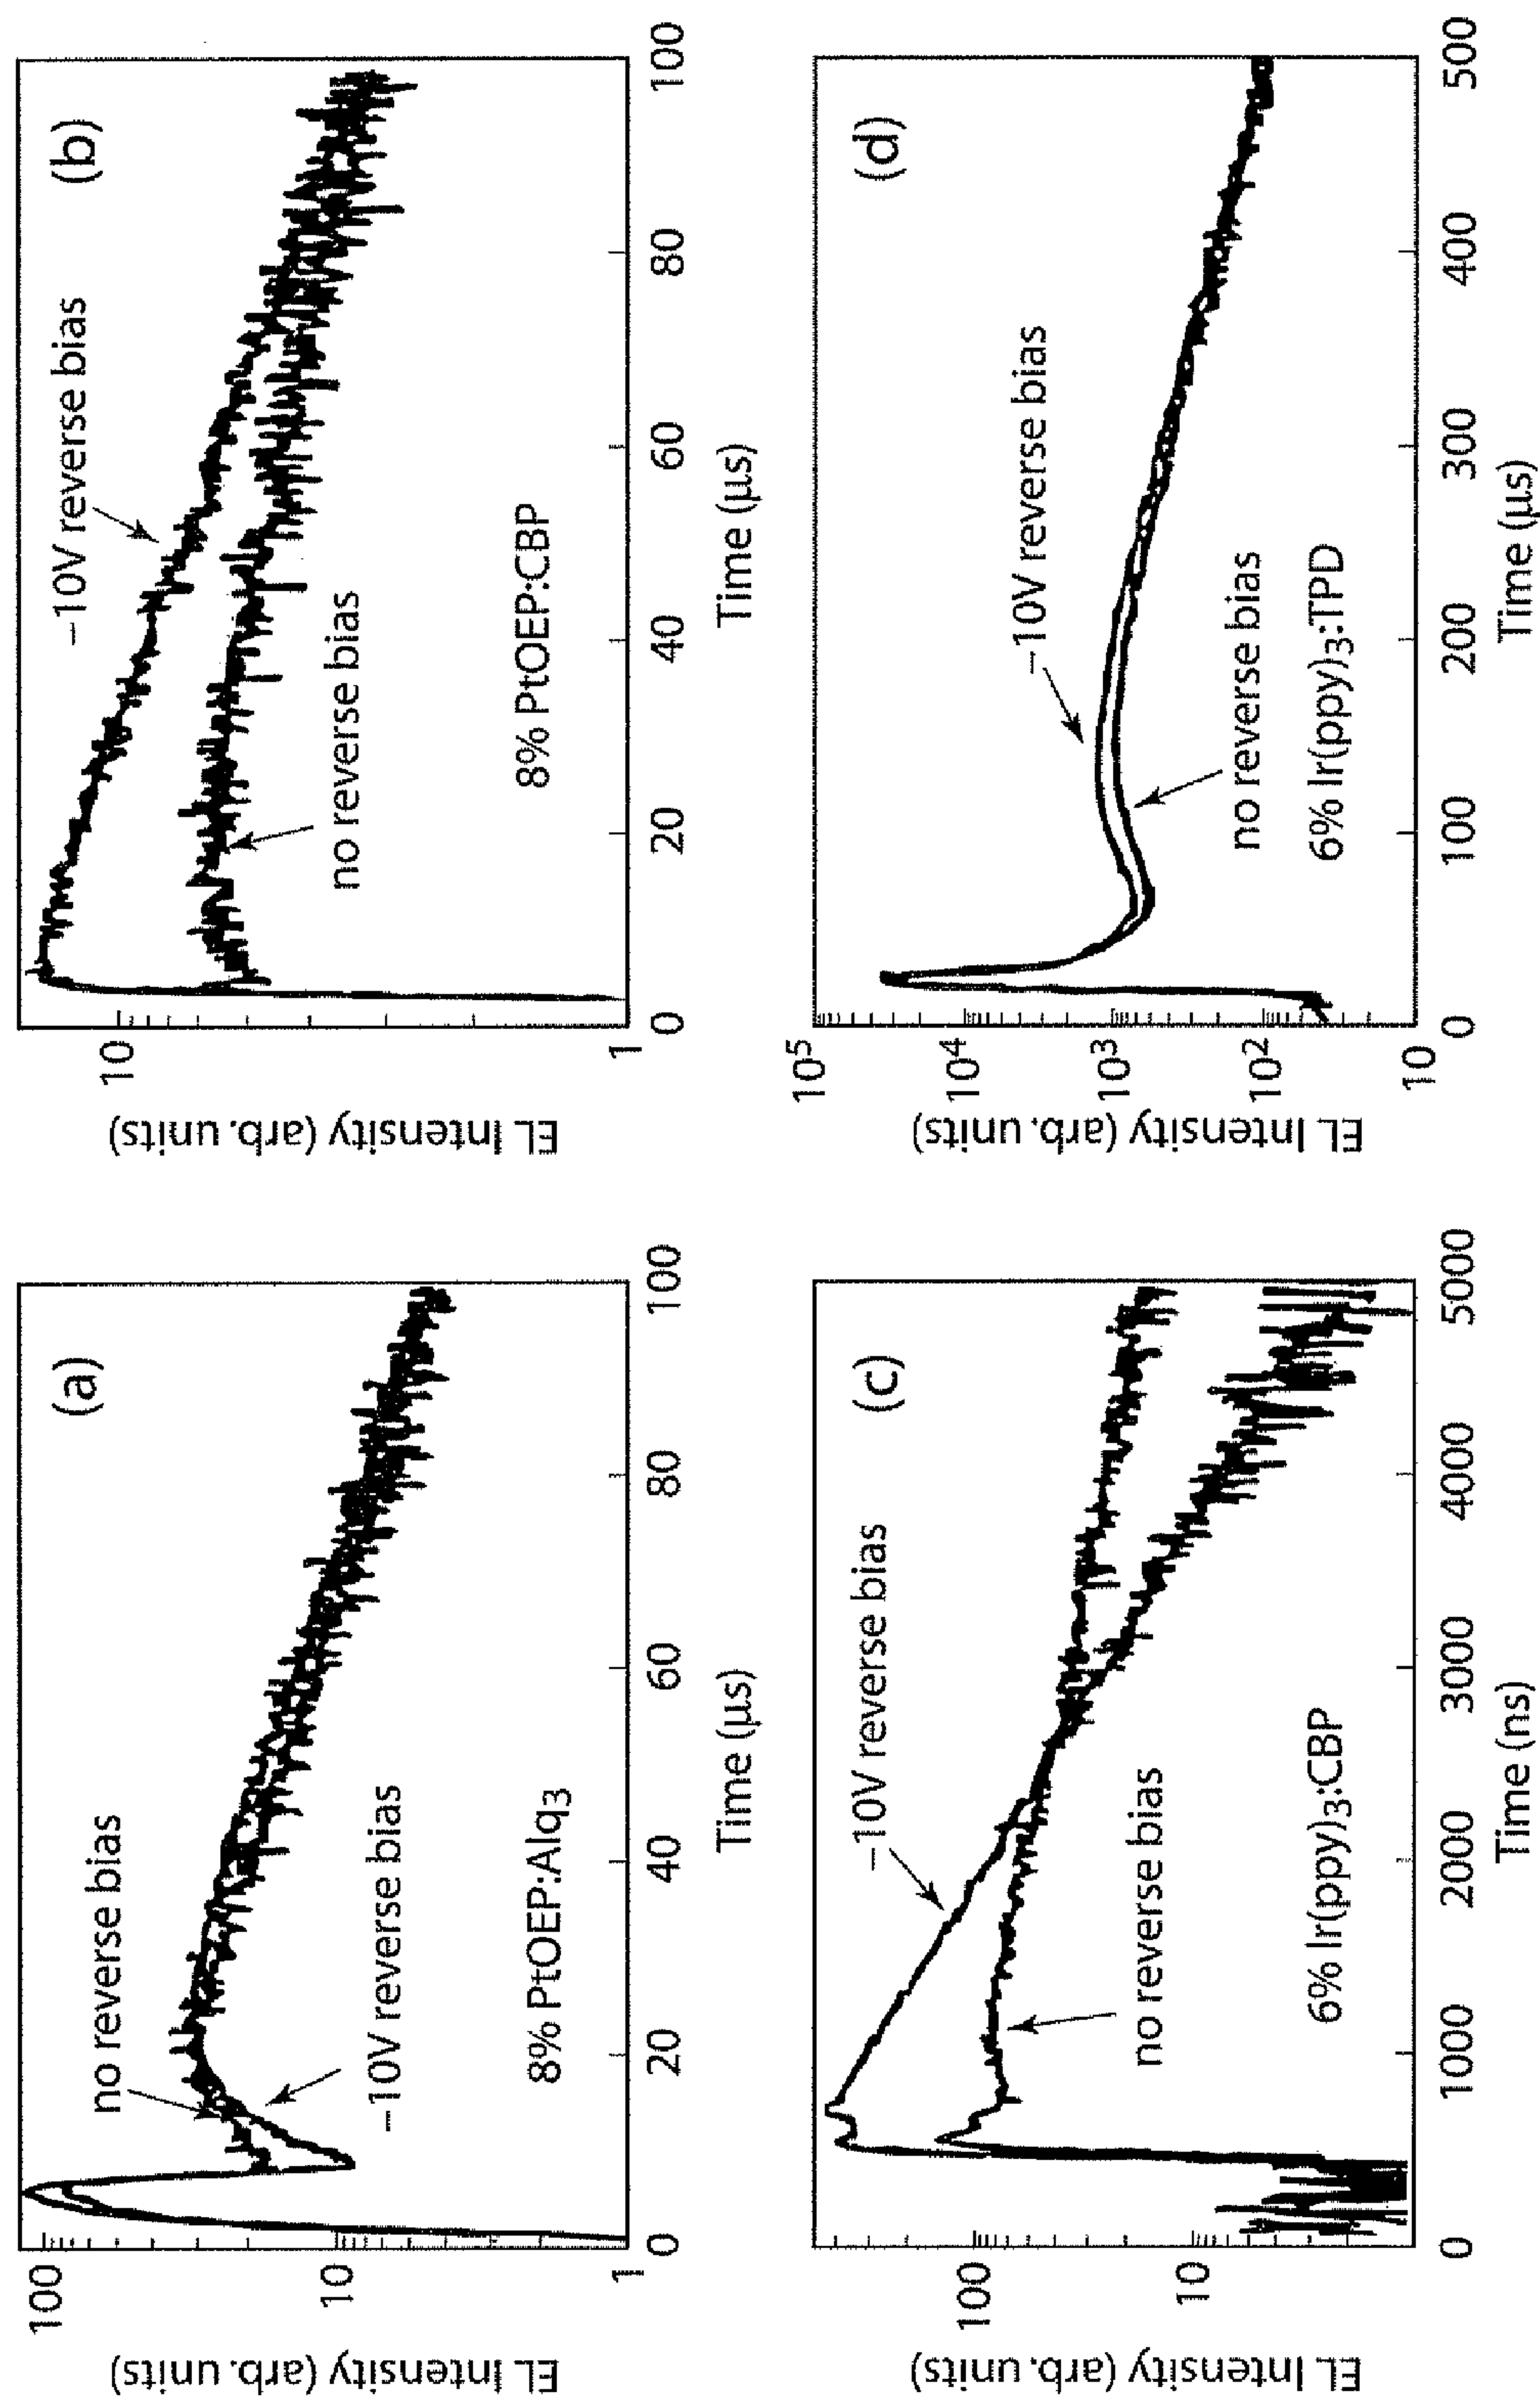 (a)
EL Intensity (arb. units)
100
10
1
no reverse bias
–10V reverse bias
8% PtOEP:Alq3
0
20
40
60
80
100
Time (μs)
(b)
EL Intensity (arb. units)
10
1
–10V reverse bias
no reverse bias
8% PtOEP:CBP
0
20
40
60
80
100
Time (μs)
(c)
EL Intensity (arb. units)
100
10
–10V reverse bias
no reverse bias
6% Ir(ppy)3:CBP
0
1000
2000
3000
4000
5000
Time (ns)
(d)
EL Intensity (arb. units)
10^5
10^4
10^3
10^2
10
–10V reverse bias
no reverse bias
6% Ir(ppy)3:TPD
0
100
200
300
400
500
Time (μs)